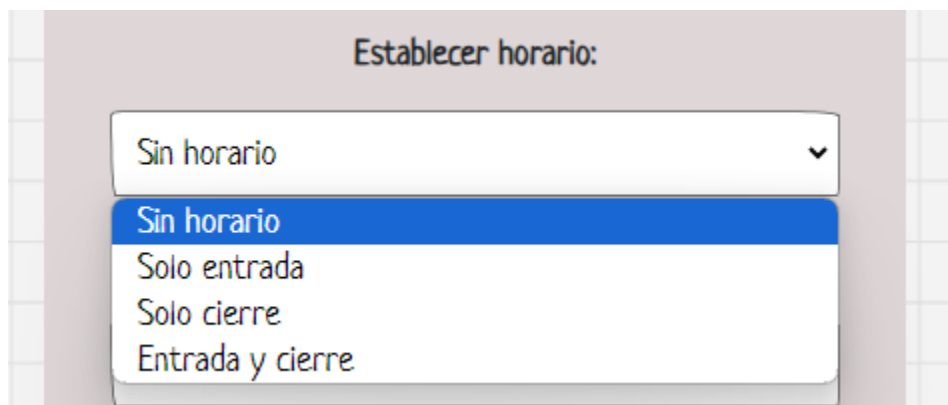 Establecer horario:
Sin horario
Sin horario
Solo entrada
Solo cierre
Entrada y cierre